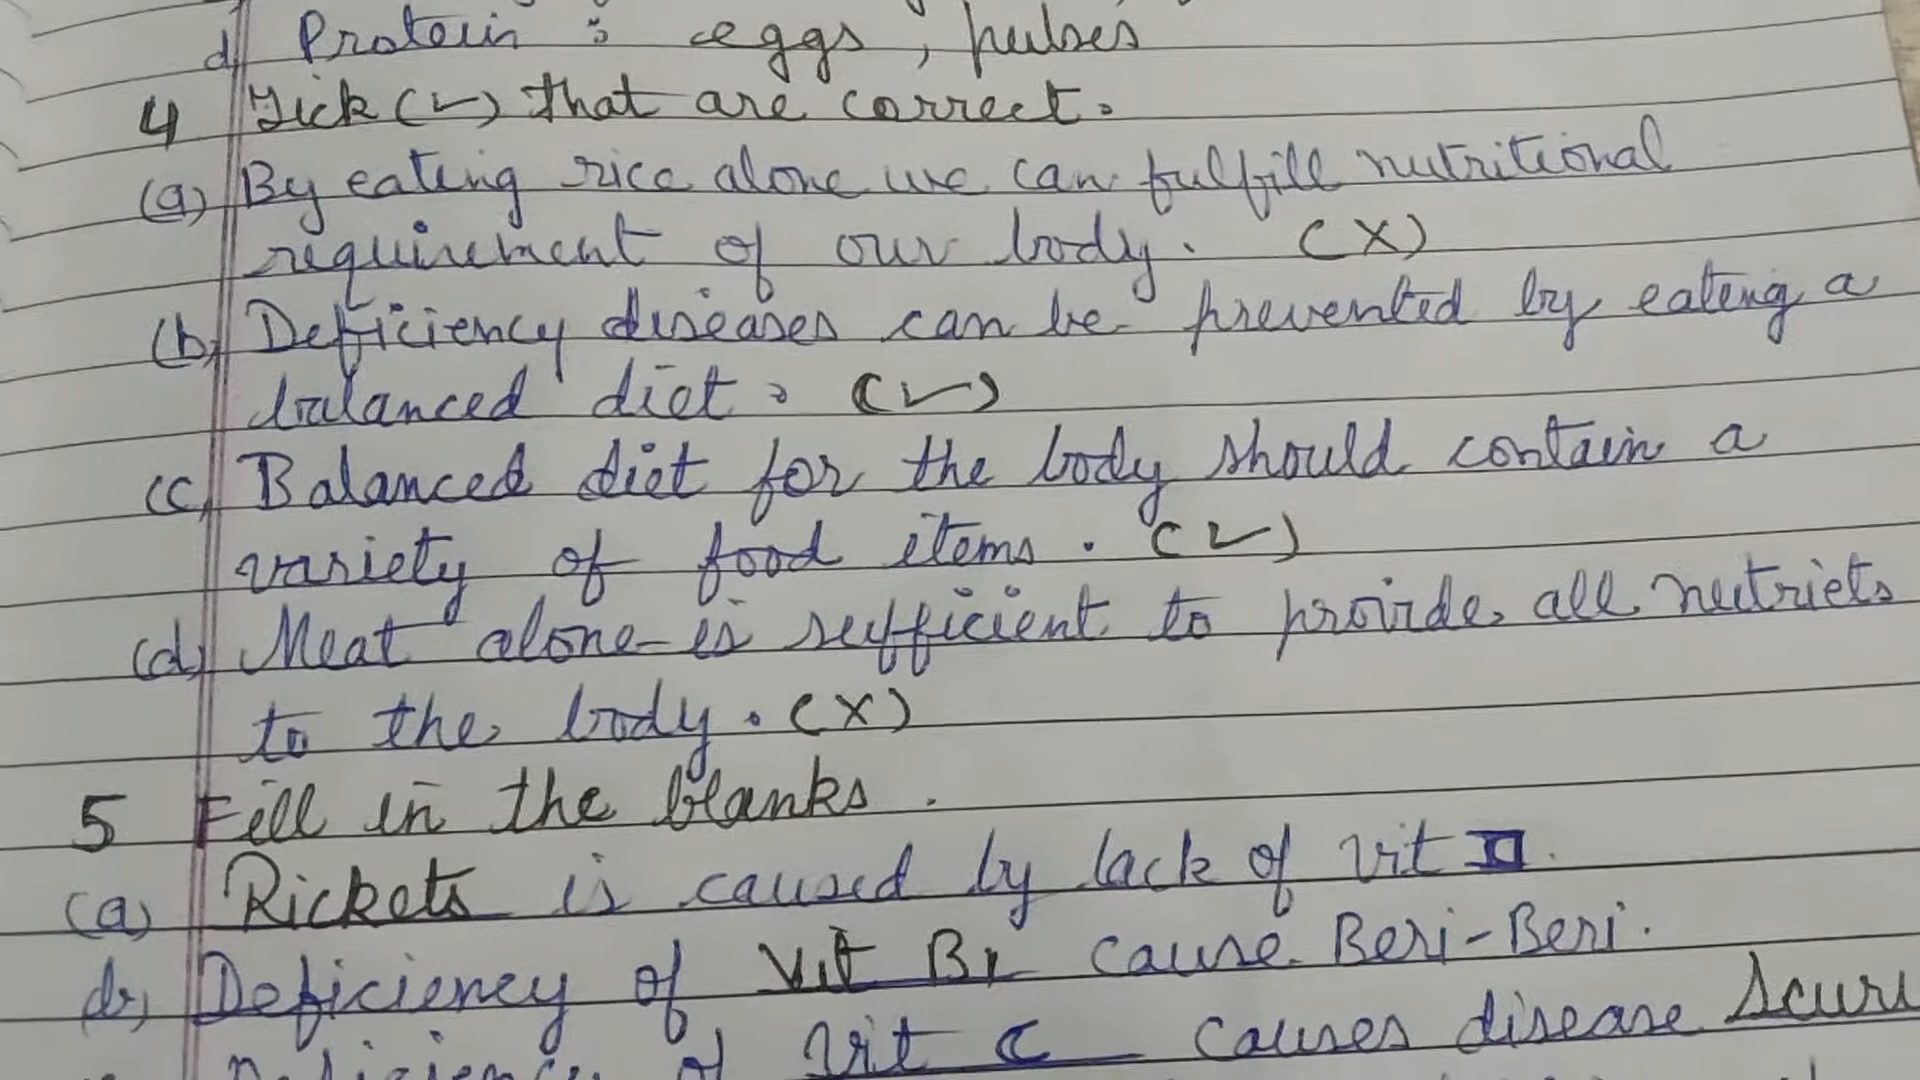 d) Protein : eggs, pulses
4 Tick (✓) that are correct.
(a) By eating rice alone we can fulfill nutritional
requirement of our body. (X)
(b) Deficiency diseases can be prevented by eating a
balanced diet. (✓)
(c) Balanced diet for the body should contain a
variety of food items. (✓)
(d) Meat alone is sufficient to provide all nutriets
to the body. (X)
5 Fill in the blanks.
(a) Rickets is caused by lack of vit D.
b) Deficiency of Vit B1 cause Beri-Beri.
Deficiency of Vit C causes disease